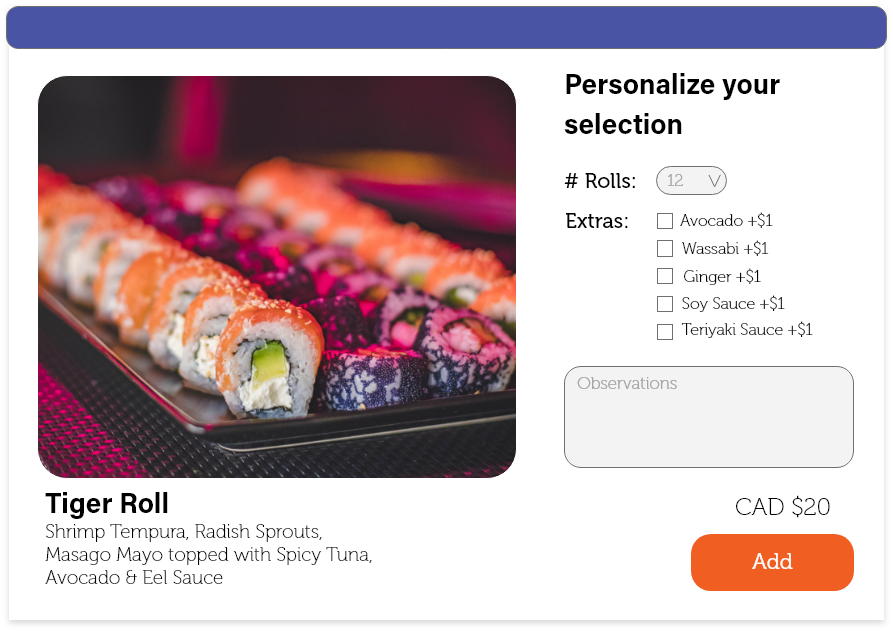 Personalize your
selection
# Rolls: 12
Extras:
Avocado +$1
Wassabi +$1
Ginger +$1
Soy Sauce +$1
Teriyaki Sauce +$1
Observations
CAD $20
Add
Tiger Roll
Shrimp Tempura, Radish Sprouts,
Masago Mayo topped with Spicy Tuna,
Avocado & Eel Sauce